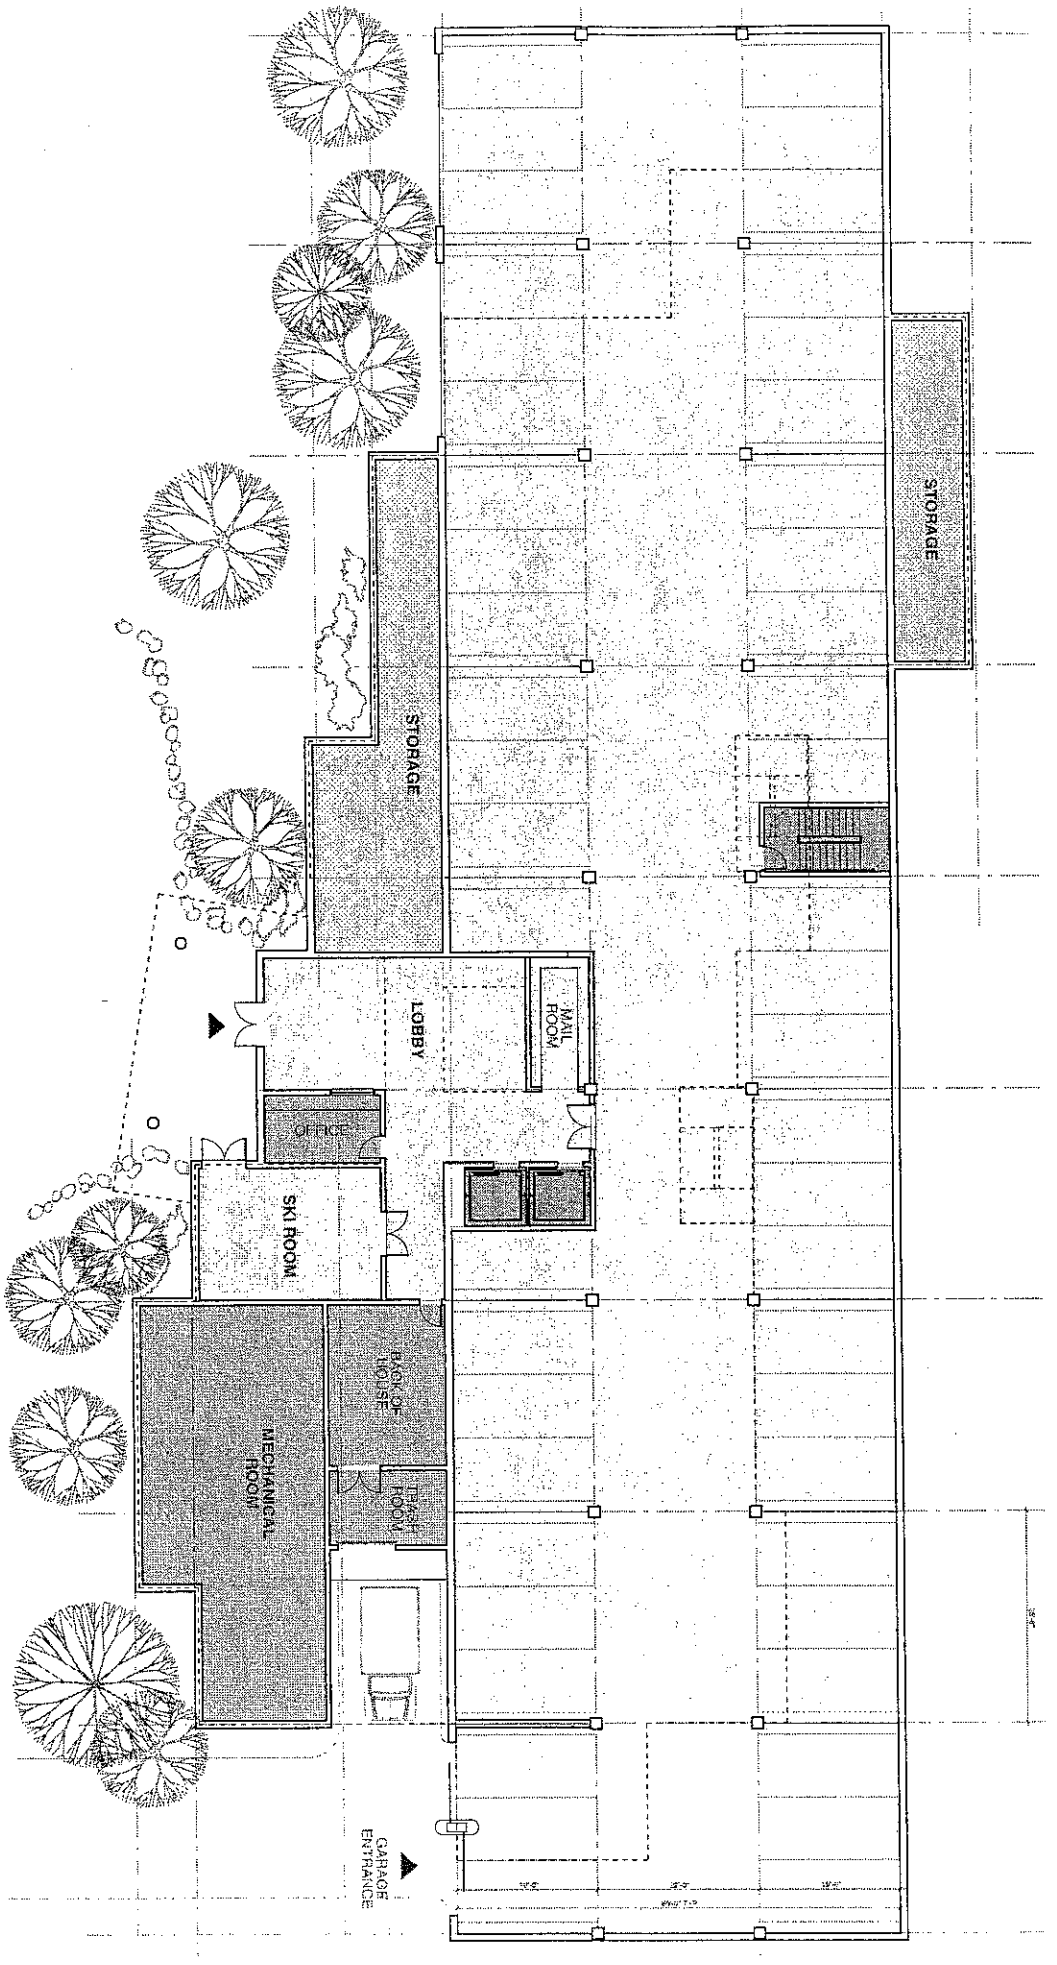 STORAGE
STORAGE
MAIL
ROOM
LOBBY
OFFICE
SKI ROOM
BACK OF
HOUSE
TRASH
ROOM
MECHANICAL
ROOM
GARAGE
ENTRANCE